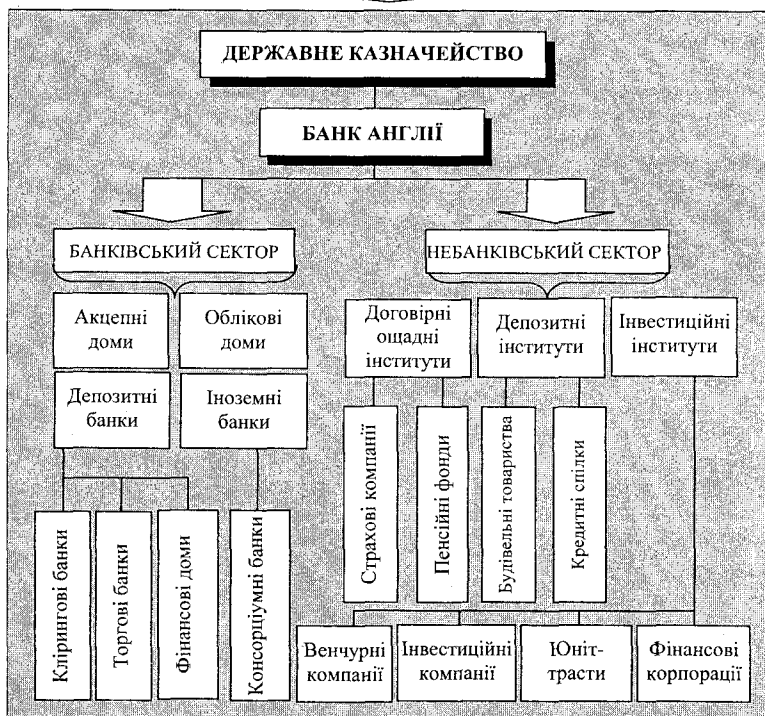 ДЕРЖАВНЕ КАЗНАЧЕЙСТВО
БАНК АНГЛІЇ
БАНКІВСЬКИЙ СЕКТОР
НЕБАНКІВСЬКИЙ СЕКТОР
Акцепні
доми
Облікові
доми
Депозитні
банки
Іноземні
банки
Договірні
ощадні
інститути
Депозитні
інститути
Інвестиційні
інститути
Клірингові банки
Торгові банки
Фінансові доми
Консорціумні банки
Страхові компанії
Пенсійні фонди
Будівельні товариства
Кредитні спілки
Венчурні
компанії
Інвестиційні
компанії
Юніт-
трасти
Фінансові
корпорації